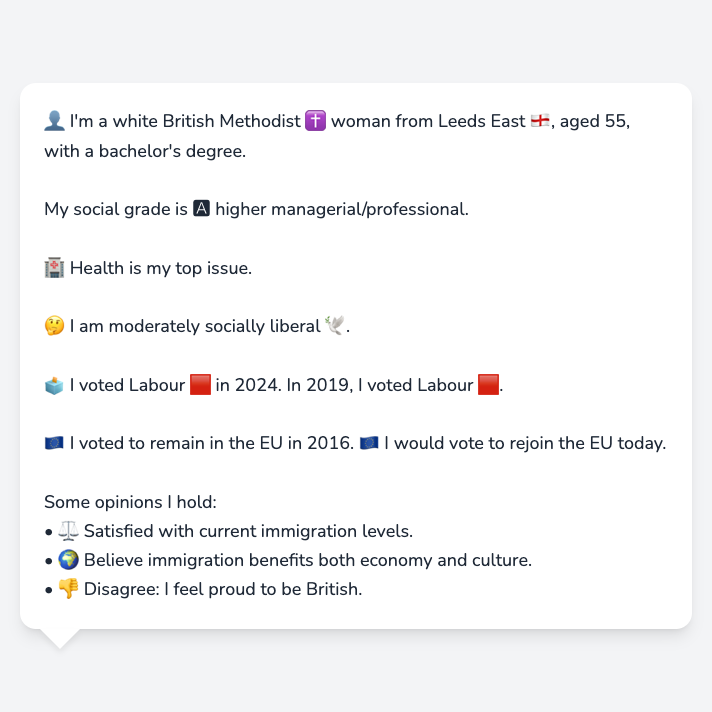 👤 I'm a white British Methodist ✝️ woman from Leeds East 🏴󠁧󠁢󠁥󠁮󠁧󠁿, aged 55,
with a bachelor's degree.
My social grade is 🅰 higher managerial/professional.
🏥 Health is my top issue.
🤔 I am moderately socially liberal 🕊️.
🗳️ I voted Labour 🟥 in 2024. In 2019, I voted Labour 🟥.
🇪🇺 I voted to remain in the EU in 2016. 🇪🇺 I would vote to rejoin the EU today.
Some opinions I hold:
• ⚖️ Satisfied with current immigration levels.
• 🌍 Believe immigration benefits both economy and culture.
• 👎 Disagree: I feel proud to be British.